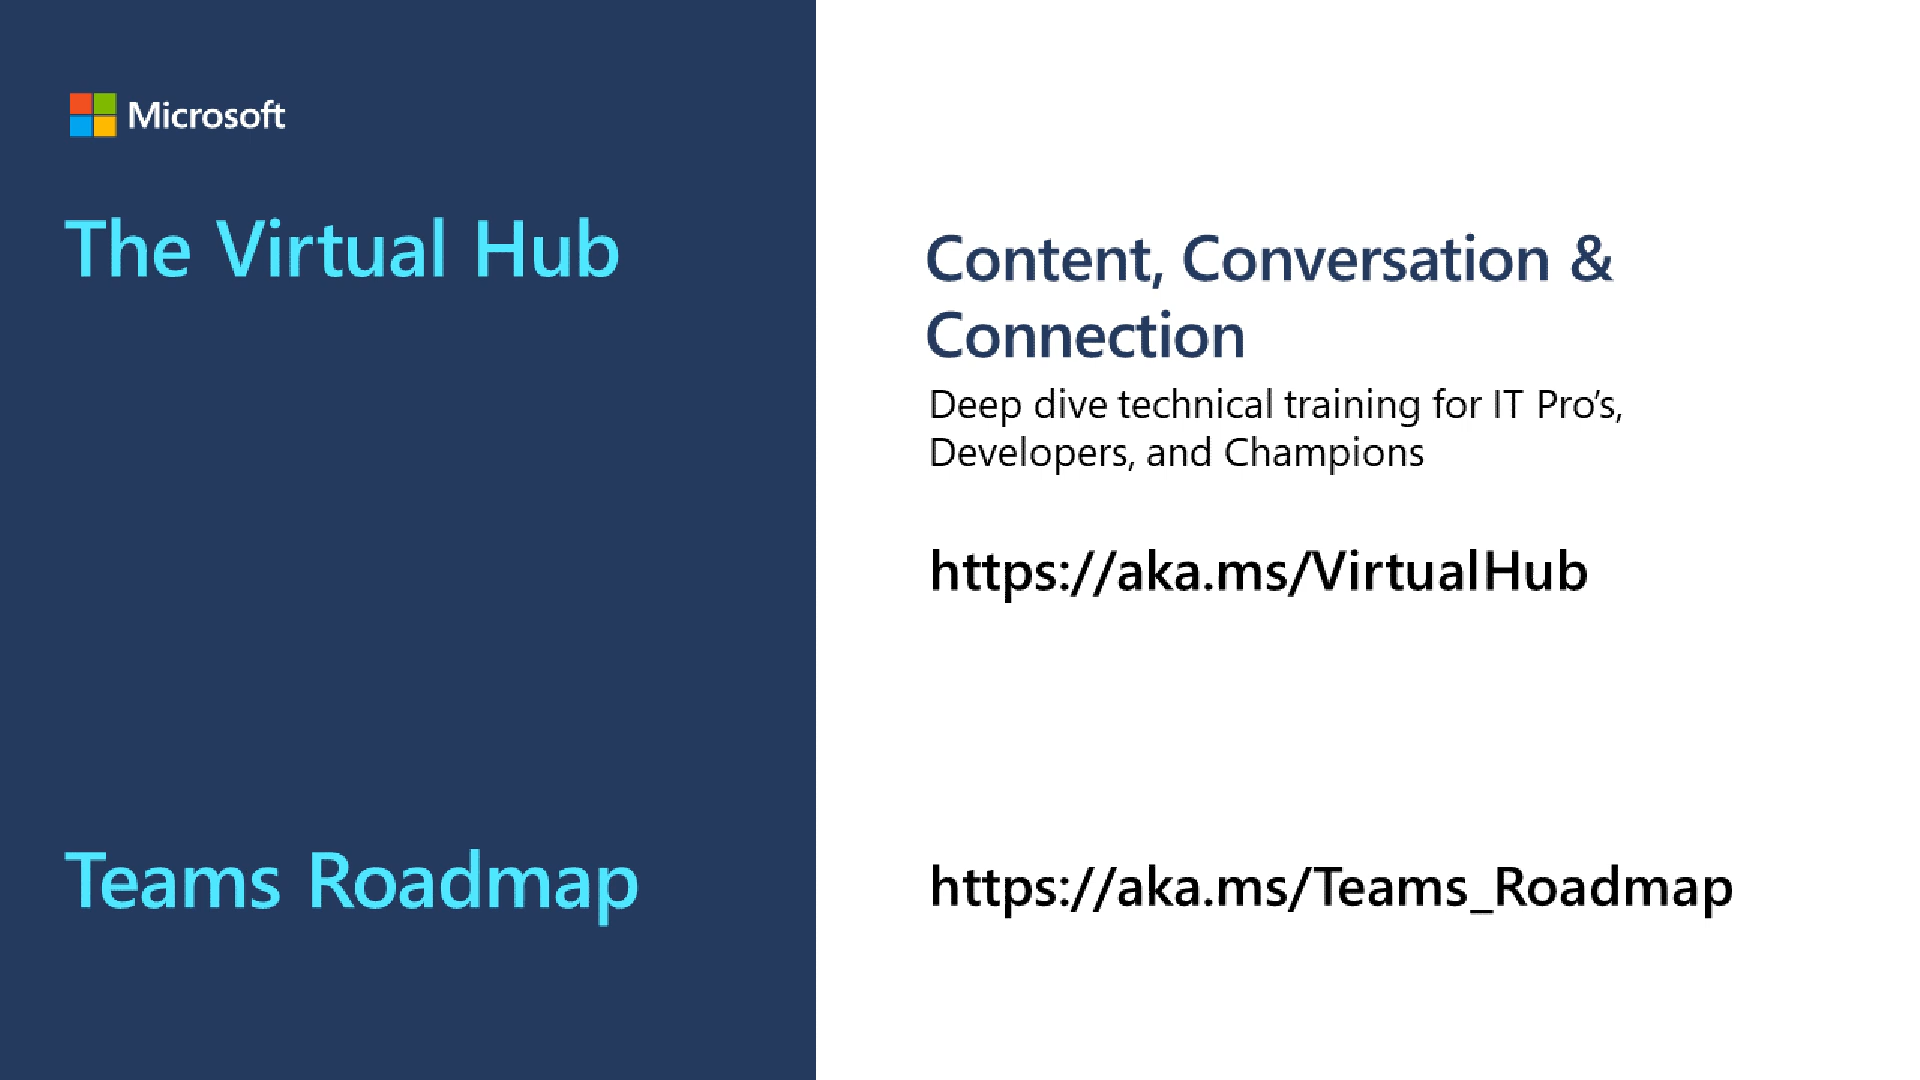 Microsoft
The Virtual Hub
Content, Conversation &
Connection
Deep dive technical training for IT Pro’s,
Developers, and Champions
https://aka.ms/VirtualHub
Teams Roadmap
https://aka.ms/Teams_Roadmap